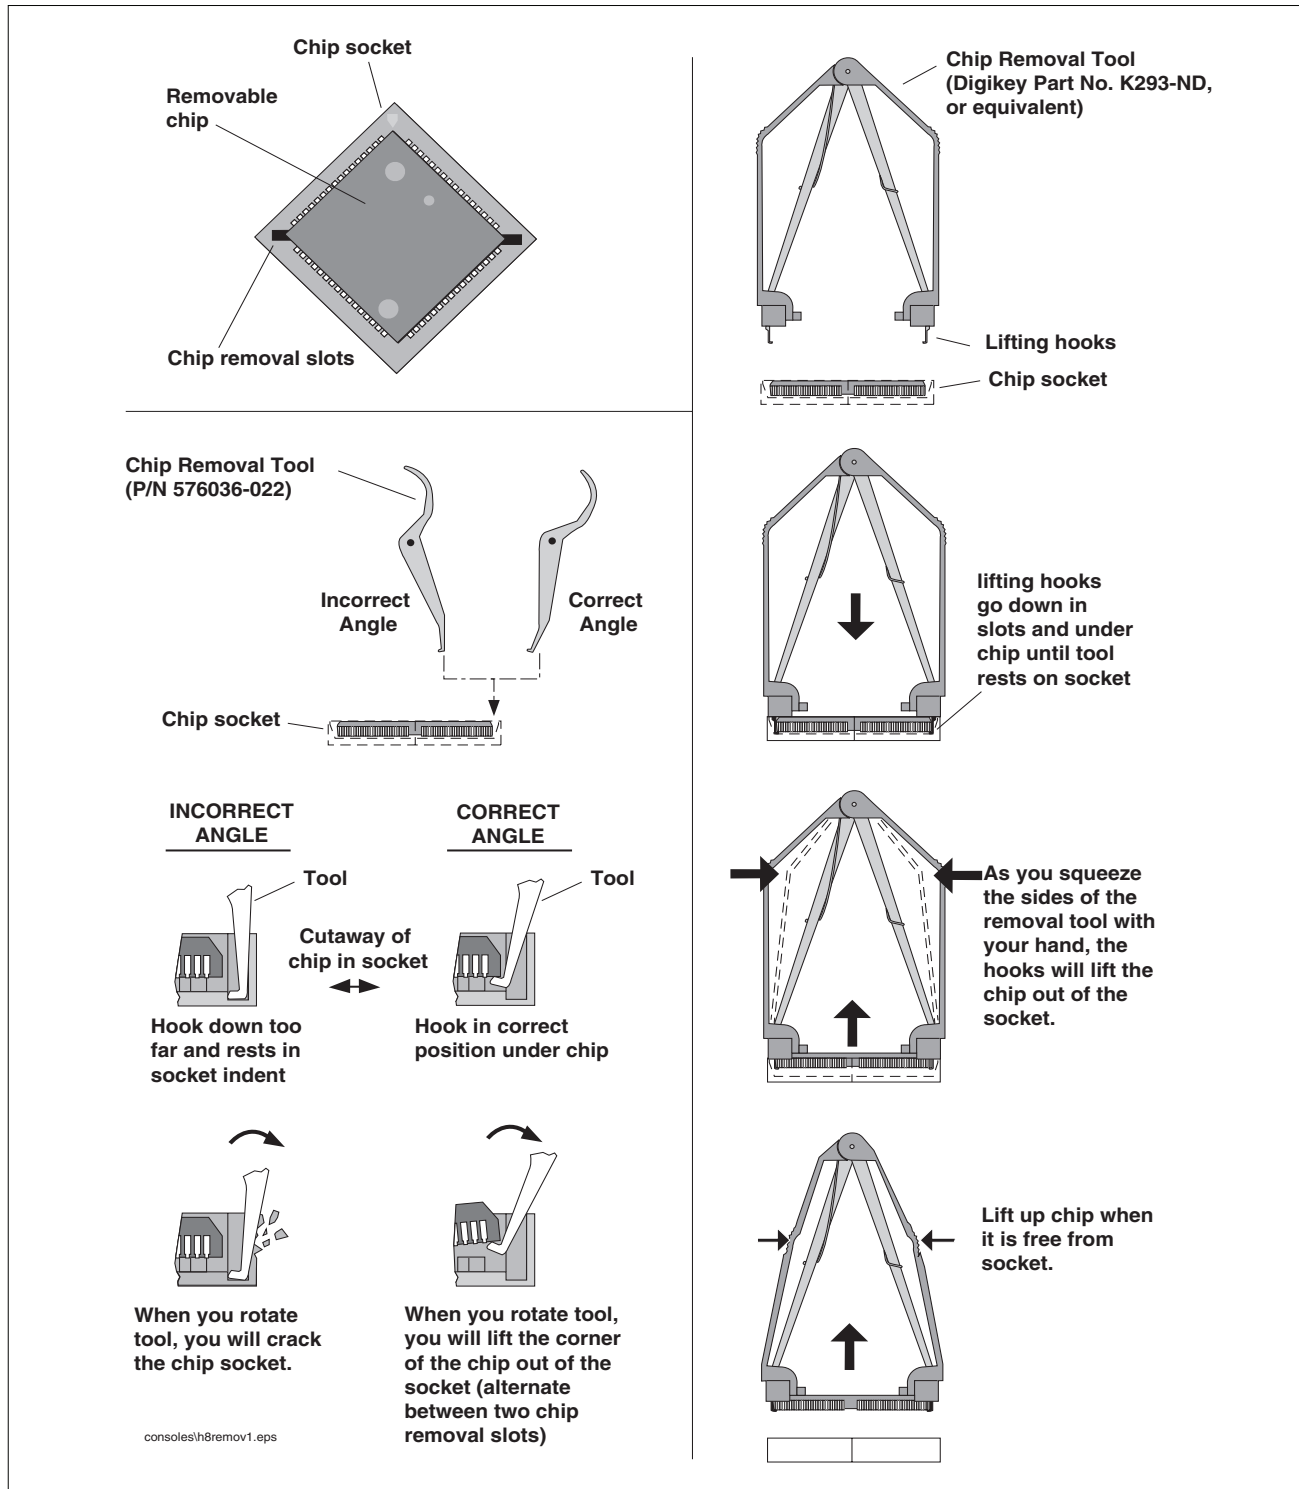 Chip socket
Removable
chip
Chip removal slots
Chip Removal Tool
(P/N 576036-022)
Incorrect
Angle
Correct
Angle
Chip socket
INCORRECT
ANGLE
CORRECT
ANGLE
Tool
Tool
Cutaway of
chip in socket
Hook down too
far and rests in
socket indent
Hook in correct
position under chip
When you rotate
tool, you will crack
the chip socket.
When you rotate tool,
you will lift the corner
of the chip out of the
socket (alternate
between two chip
removal slots)
consoles\h8remov1.eps
Chip Removal Tool
(Digikey Part No. K293-ND,
or equivalent)
Lifting hooks
Chip socket
lifting hooks
go down in
slots and under
chip until tool
rests on socket
As you squeeze
the sides of the
removal tool with
your hand, the
hooks will lift the
chip out of the
socket.
Lift up chip when
it is free from
socket.